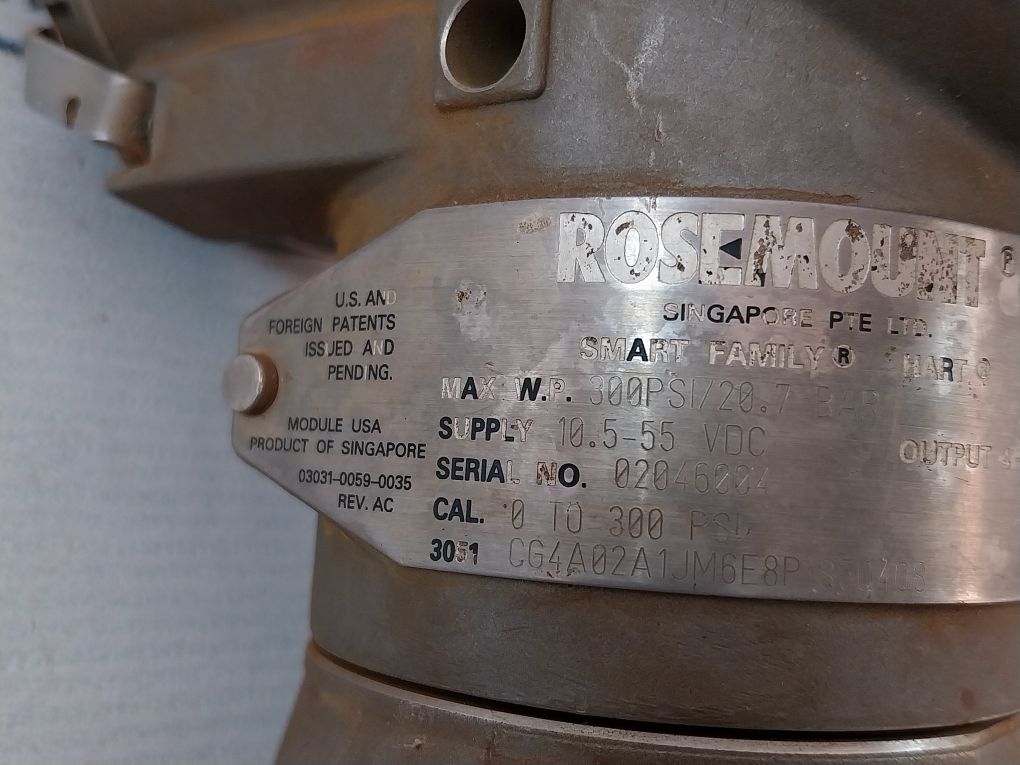 ROSEMOUNT®
SINGAPORE PTE LTD.
SMART FAMILY® HART®
MAX W.P. 300PSI/20.7 BAR
SUPPLY 10.5-55 VDC
OUTPUT 4-
SERIAL NO. 02046004
CAL. 0 TO 300 PSI
3051 CG4A02A1JM6E8P
U.S. AND
FOREIGN PATENTS
ISSUED AND
PENDING.
MODULE USA
PRODUCT OF SINGAPORE
03031-0059-0035
REV. AC